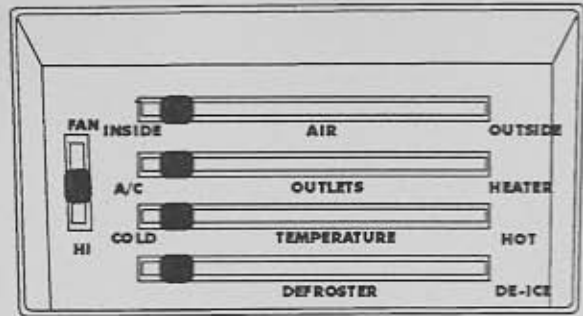 FAN INSIDE AIR OUTSIDE
A/C OUTLETS HEATER
COLD TEMPERATURE HOT
HI
DEFROSTER DE-ICE